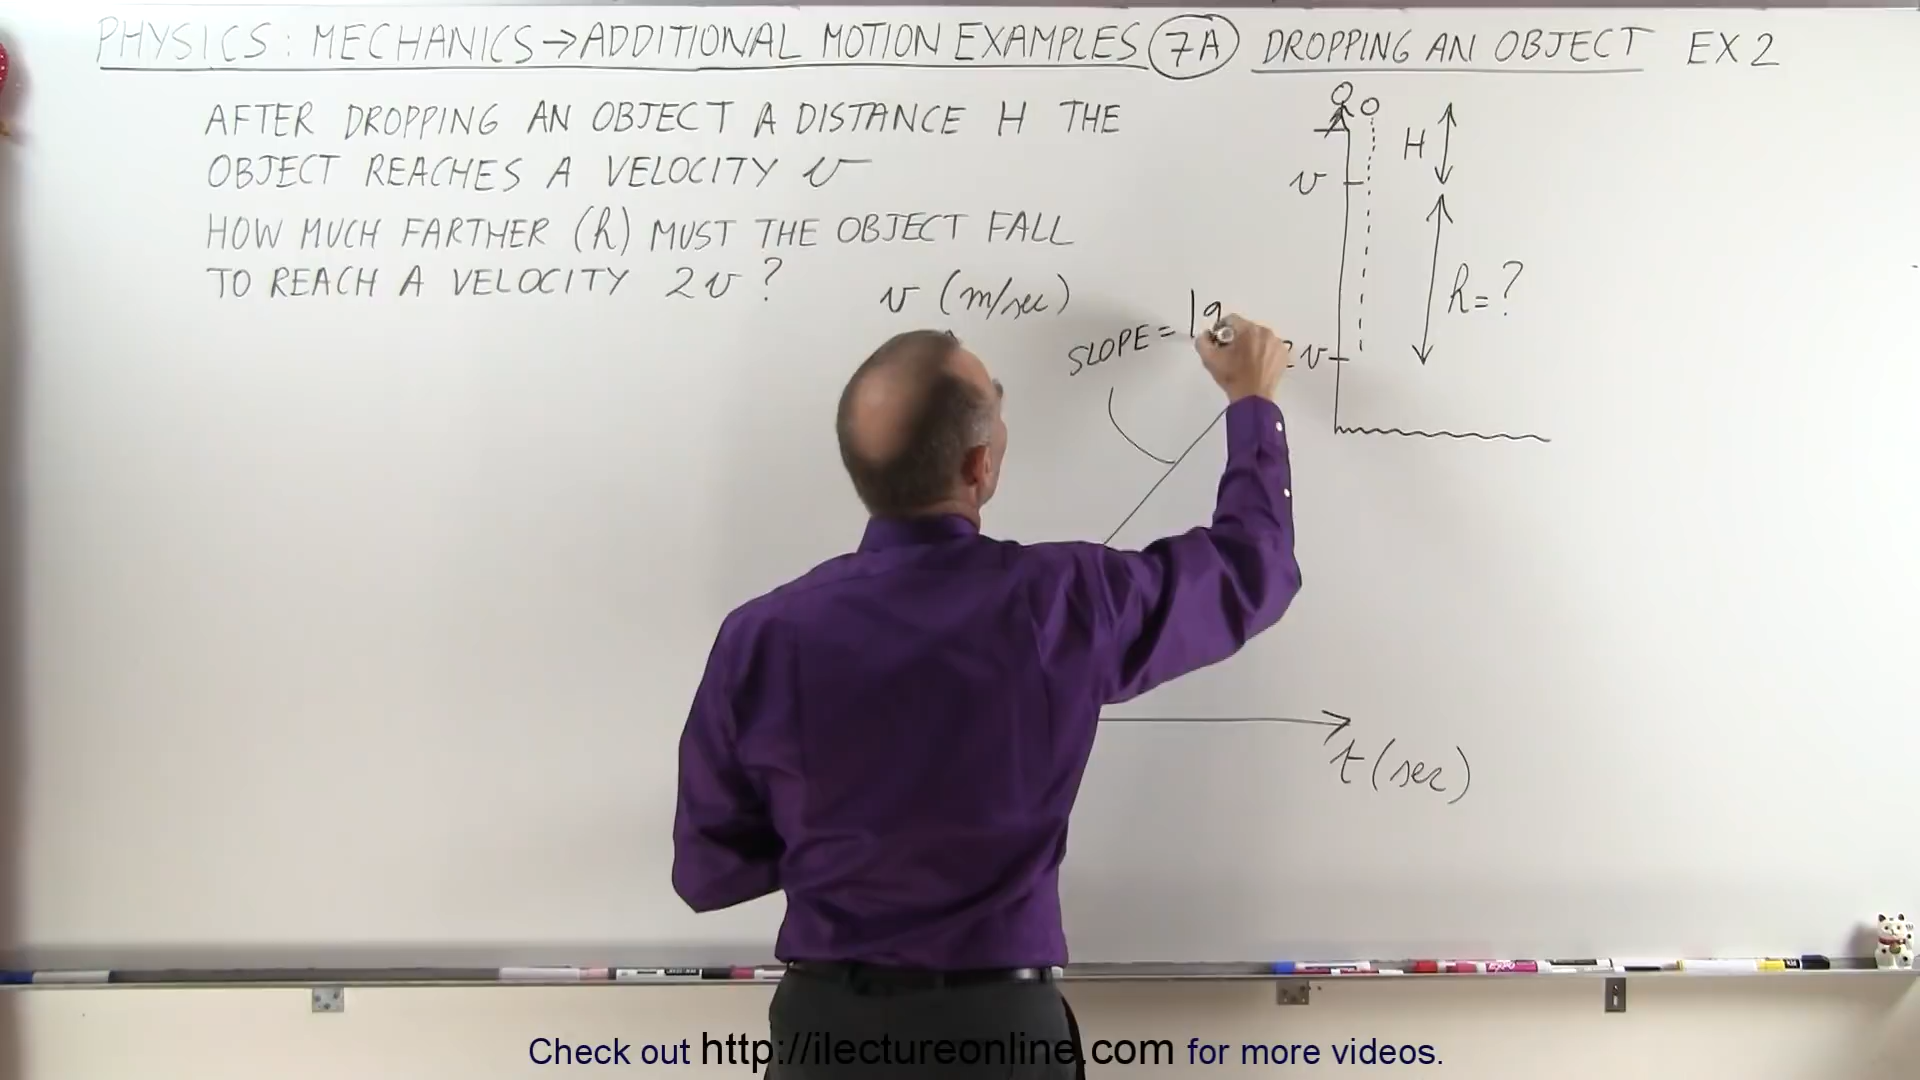 PHYSICS: MECHANICS→ADDITIONAL MOTION EXAMPLES 7A DROPPING AN OBJECT EX 2
AFTER DROPPING AN OBJECT A DISTANCE H THE
OBJECT REACHES A VELOCITY v
HOW MUCH FARTHER (h) MUST THE OBJECT FALL
TO REACH A VELOCITY 2v?
v (m/sec)
SLOPE = |g
H
v
h=?
2v
t (sec)
Check out http://ilectureonline.com for more videos.